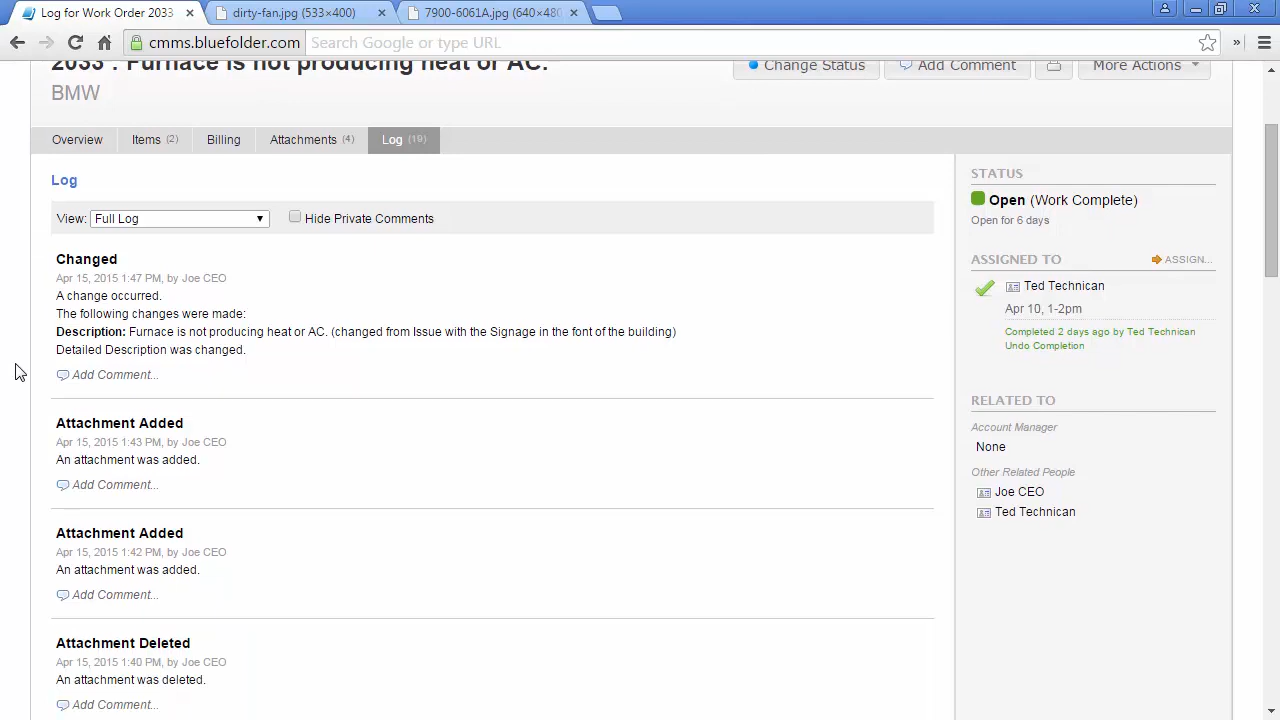 Log for Work Order 2033
dirty-fan.jpg (533×400)
7900-6061A.jpg (640×480
cmms.bluefolder.com
Search Google or type URL
2033 : Furnace is not producing heat or AC.
BMW
Change Status
Add Comment
More Actions
Overview
Items (2)
Billing
Attachments (4)
Log (19)
Log
View: Full Log
Hide Private Comments
Changed
Apr 15, 2015 1:47 PM, by Joe CEO
A change occurred.
The following changes were made:
Description: Furnace is not producing heat or AC. (changed from Issue with the Signage in the font of the building)
Detailed Description was changed.
Add Comment...
Attachment Added
Apr 15, 2015 1:43 PM, by Joe CEO
An attachment was added.
Add Comment...
Attachment Added
Apr 15, 2015 1:42 PM, by Joe CEO
An attachment was added.
Add Comment...
Attachment Deleted
Apr 15, 2015 1:40 PM, by Joe CEO
An attachment was deleted.
Add Comment...
STATUS
Open (Work Complete)
Open for 6 days
ASSIGNED TO
ASSIGN...
Ted Technican
Apr 10, 1-2pm
Completed 2 days ago by Ted Technican
Undo Completion
RELATED TO
Account Manager
None
Other Related People
Joe CEO
Ted Technican